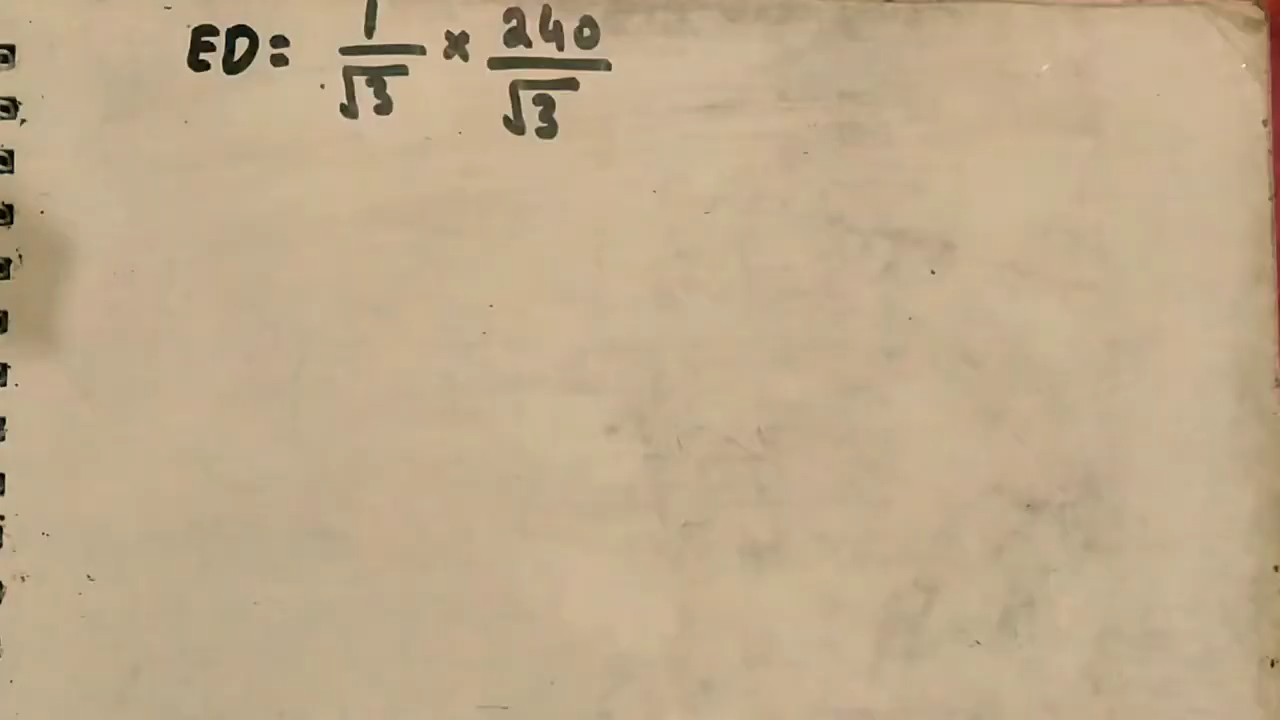 ED = 1/√3 × 240/√3